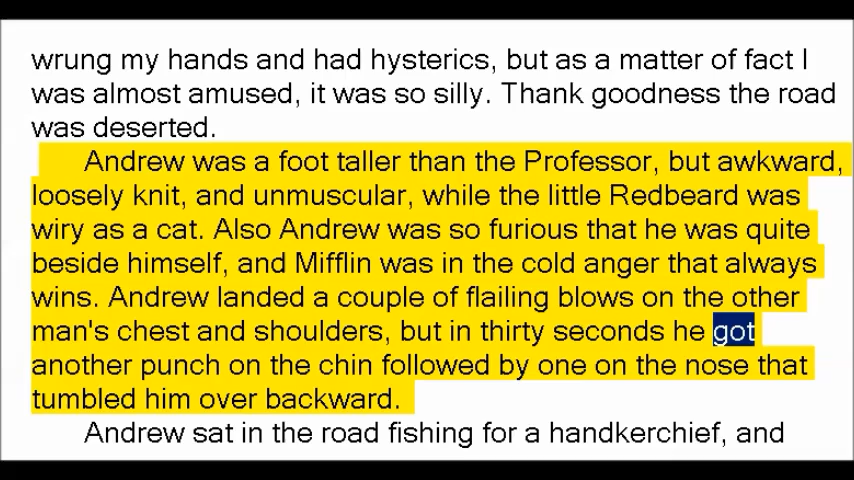 wrung my hands and had hysterics, but as a matter of fact I
was almost amused, it was so silly. Thank goodness the road
was deserted.
Andrew was a foot taller than the Professor, but awkward,
loosely knit, and unmuscular, while the little Redbeard was
wiry as a cat. Also Andrew was so furious that he was quite
beside himself, and Mifflin was in the cold anger that always
wins. Andrew landed a couple of flailing blows on the other
man's chest and shoulders, but in thirty seconds he got
another punch on the chin followed by one on the nose that
tumbled him over backward.
Andrew sat in the road fishing for a handkerchief, and